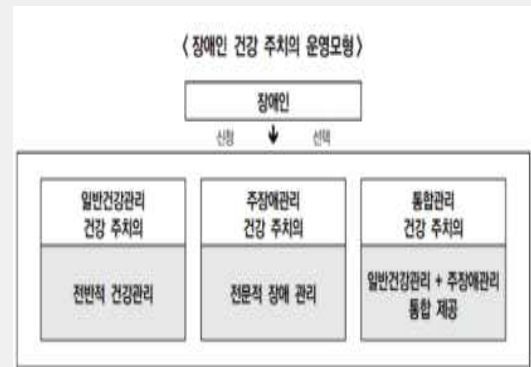 〈 장애인 건강 주치의 운영모형 〉
장애인
신청 ↓ 선택
일반건강관리
건강 주치의
전반적 건강관리
주장애관리
건강 주치의
전문적 장애 관리
통합관리
건강 주치의
일반건강관리 + 주장애관리
통합 제공